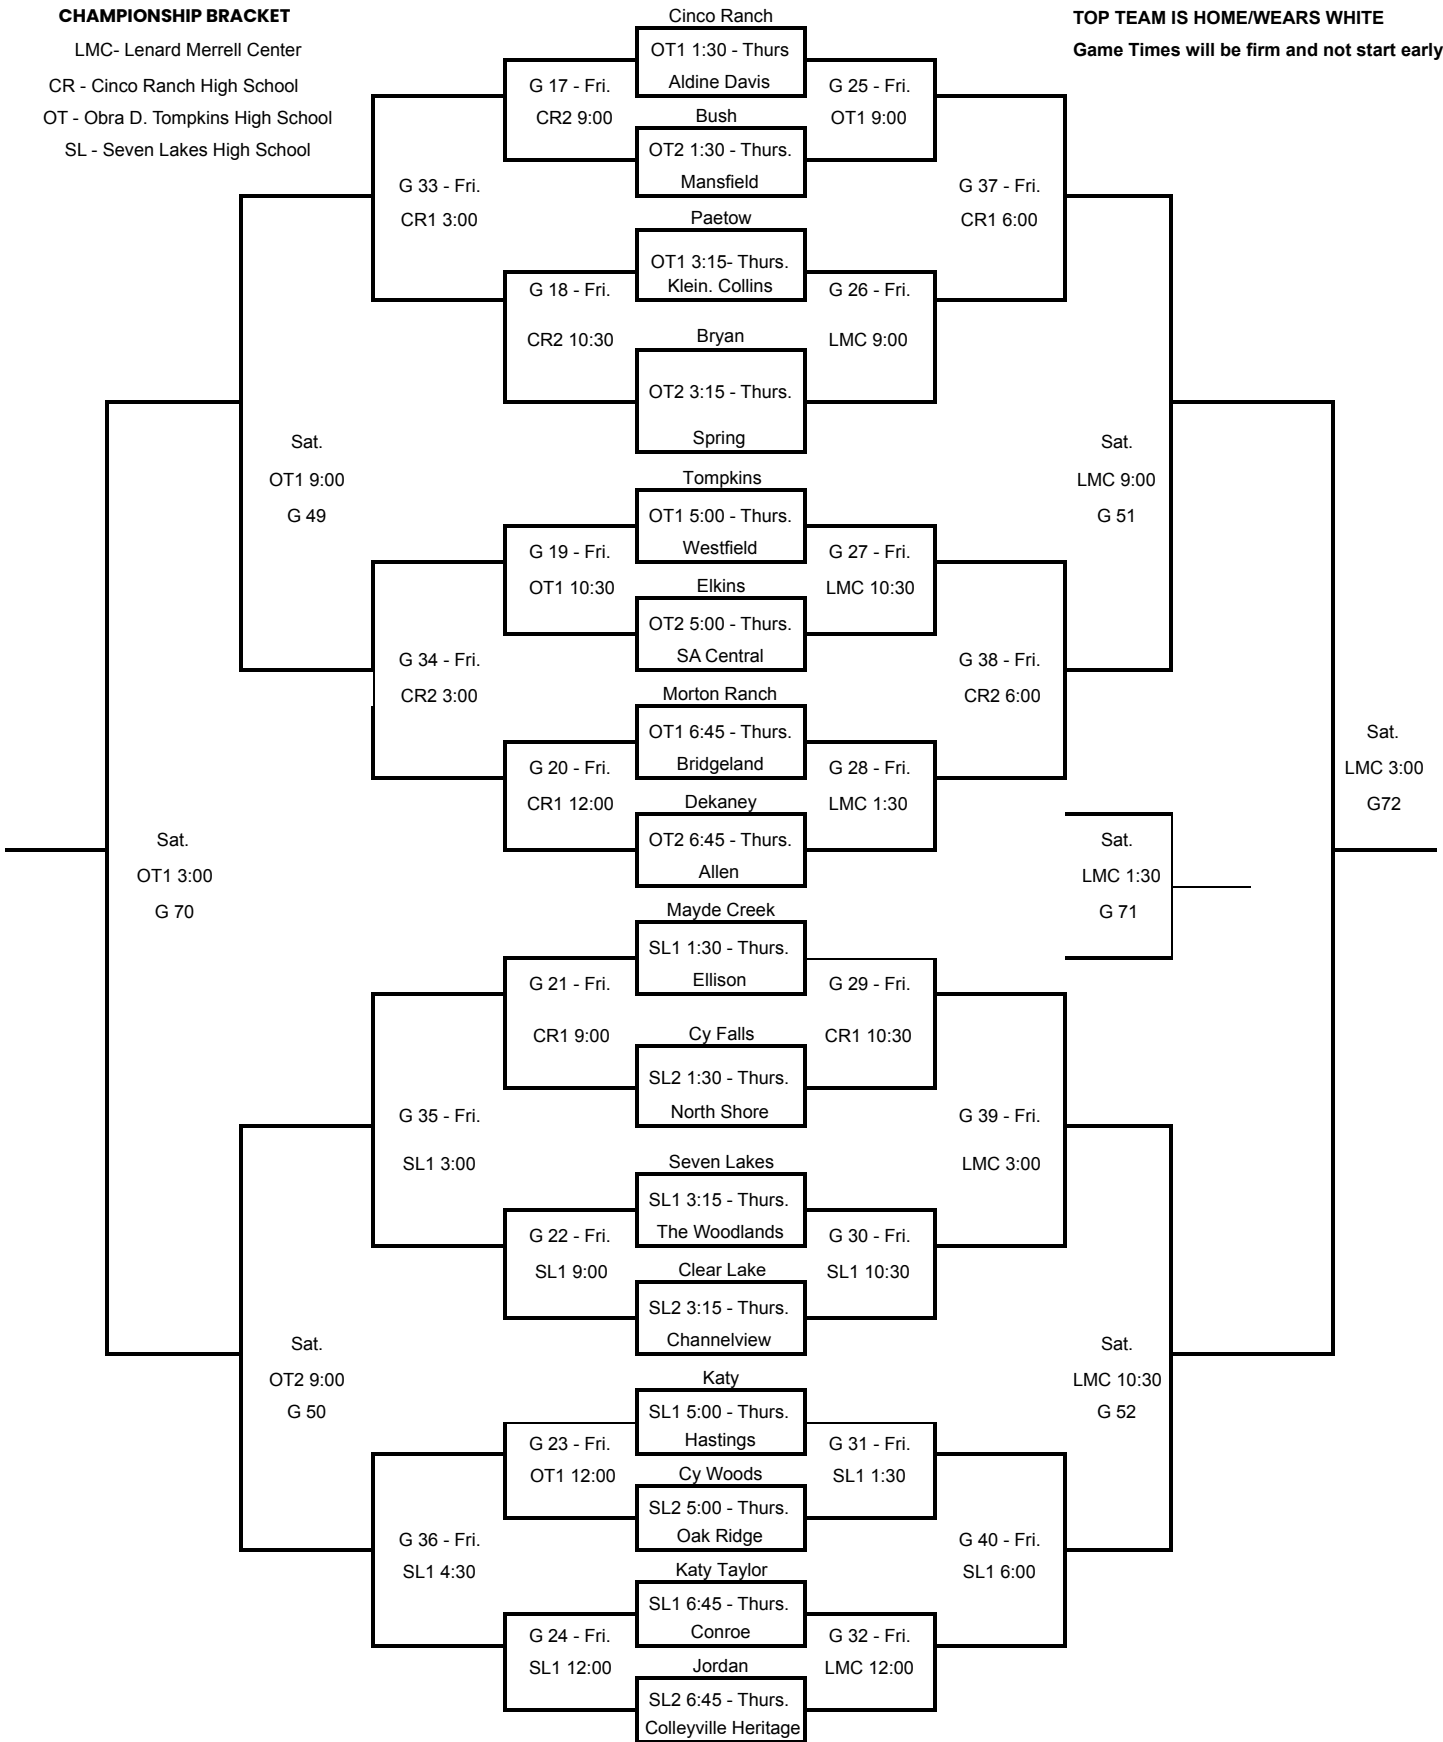 CHAMPIONSHIP BRACKET
LMC- Lenard Merrell Center
CR - Cinco Ranch High School
OT - Obra D. Tompkins High School
SL - Seven Lakes High School
TOP TEAM IS HOME/WEARS WHITE
Game Times will be firm and not start early
Cinco Ranch
OT1 1:30 - Thurs
Aldine Davis
G 17 - Fri.
CR2 9:00
G 25 - Fri.
OT1 9:00
Bush
OT2 1:30 - Thurs.
Mansfield
G 33 - Fri.
CR1 3:00
G 37 - Fri.
CR1 6:00
Paetow
OT1 3:15- Thurs.
Klein. Collins
G 18 - Fri.
CR2 10:30
G 26 - Fri.
LMC 9:00
Bryan
OT2 3:15 - Thurs.
Spring
Sat.
OT1 9:00
G 49
Sat.
LMC 9:00
G 51
Tompkins
OT1 5:00 - Thurs.
Westfield
G 19 - Fri.
OT1 10:30
G 27 - Fri.
LMC 10:30
Elkins
OT2 5:00 - Thurs.
SA Central
G 34 - Fri.
CR2 3:00
G 38 - Fri.
CR2 6:00
Morton Ranch
OT1 6:45 - Thurs.
Bridgeland
G 20 - Fri.
CR1 12:00
G 28 - Fri.
LMC 1:30
Dekaney
OT2 6:45 - Thurs.
Allen
Sat.
LMC 3:00
G72
Sat.
OT1 3:00
G 70
Sat.
LMC 1:30
G 71
Mayde Creek
SL1 1:30 - Thurs.
Ellison
G 21 - Fri.
CR1 9:00
G 29 - Fri.
CR1 10:30
Cy Falls
SL2 1:30 - Thurs.
North Shore
G 35 - Fri.
SL1 3:00
G 39 - Fri.
LMC 3:00
Seven Lakes
SL1 3:15 - Thurs.
The Woodlands
G 22 - Fri.
SL1 9:00
G 30 - Fri.
SL1 10:30
Clear Lake
SL2 3:15 - Thurs.
Channelview
Sat.
OT2 9:00
G 50
Sat.
LMC 10:30
G 52
Katy
SL1 5:00 - Thurs.
Hastings
G 23 - Fri.
OT1 12:00
G 31 - Fri.
SL1 1:30
Cy Woods
SL2 5:00 - Thurs.
Oak Ridge
G 36 - Fri.
SL1 4:30
G 40 - Fri.
SL1 6:00
Katy Taylor
SL1 6:45 - Thurs.
Conroe
G 24 - Fri.
SL1 12:00
G 32 - Fri.
LMC 12:00
Jordan
SL2 6:45 - Thurs.
Colleyville Heritage